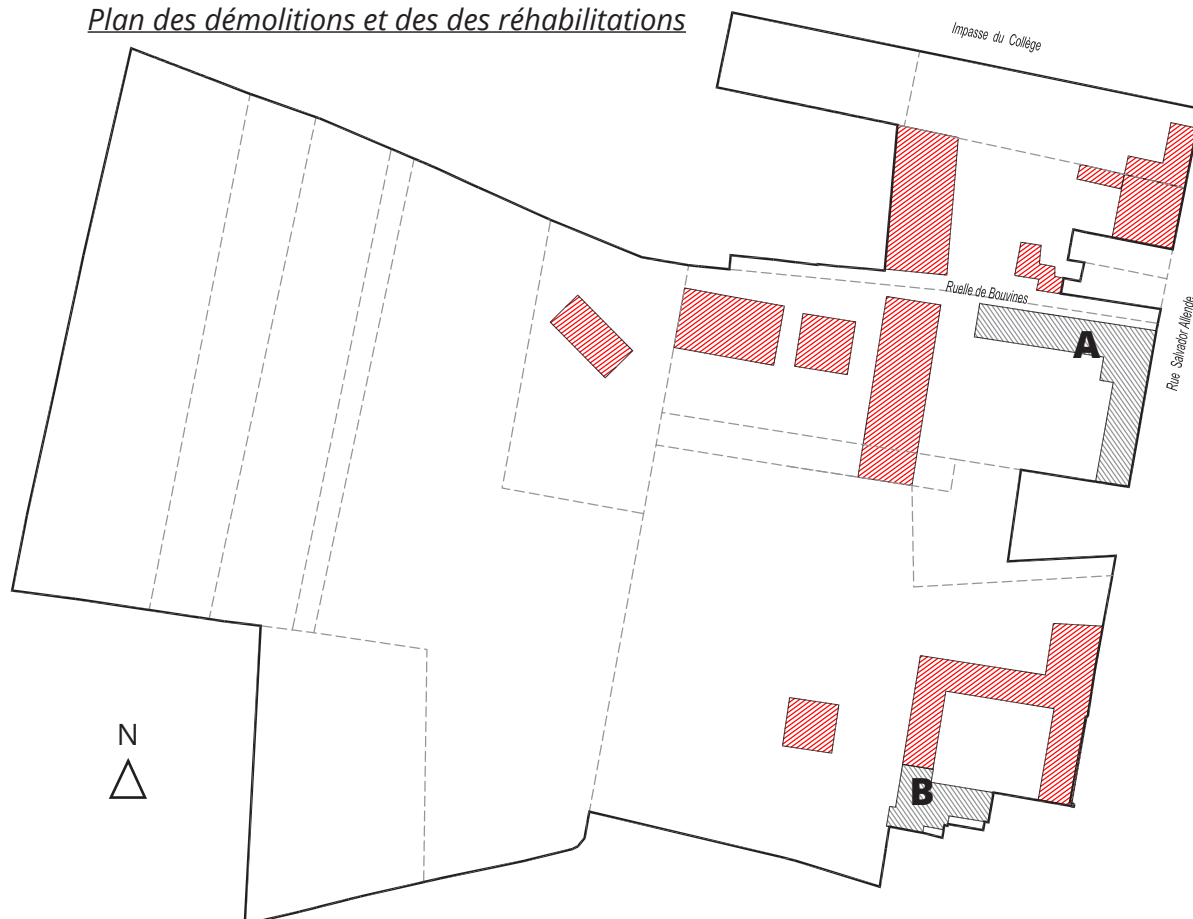 Plan des démolitions et des des réhabilitations
Impasse du Collège
Ruelle de Bouvines
A
Rue Salvador Allende
N
B